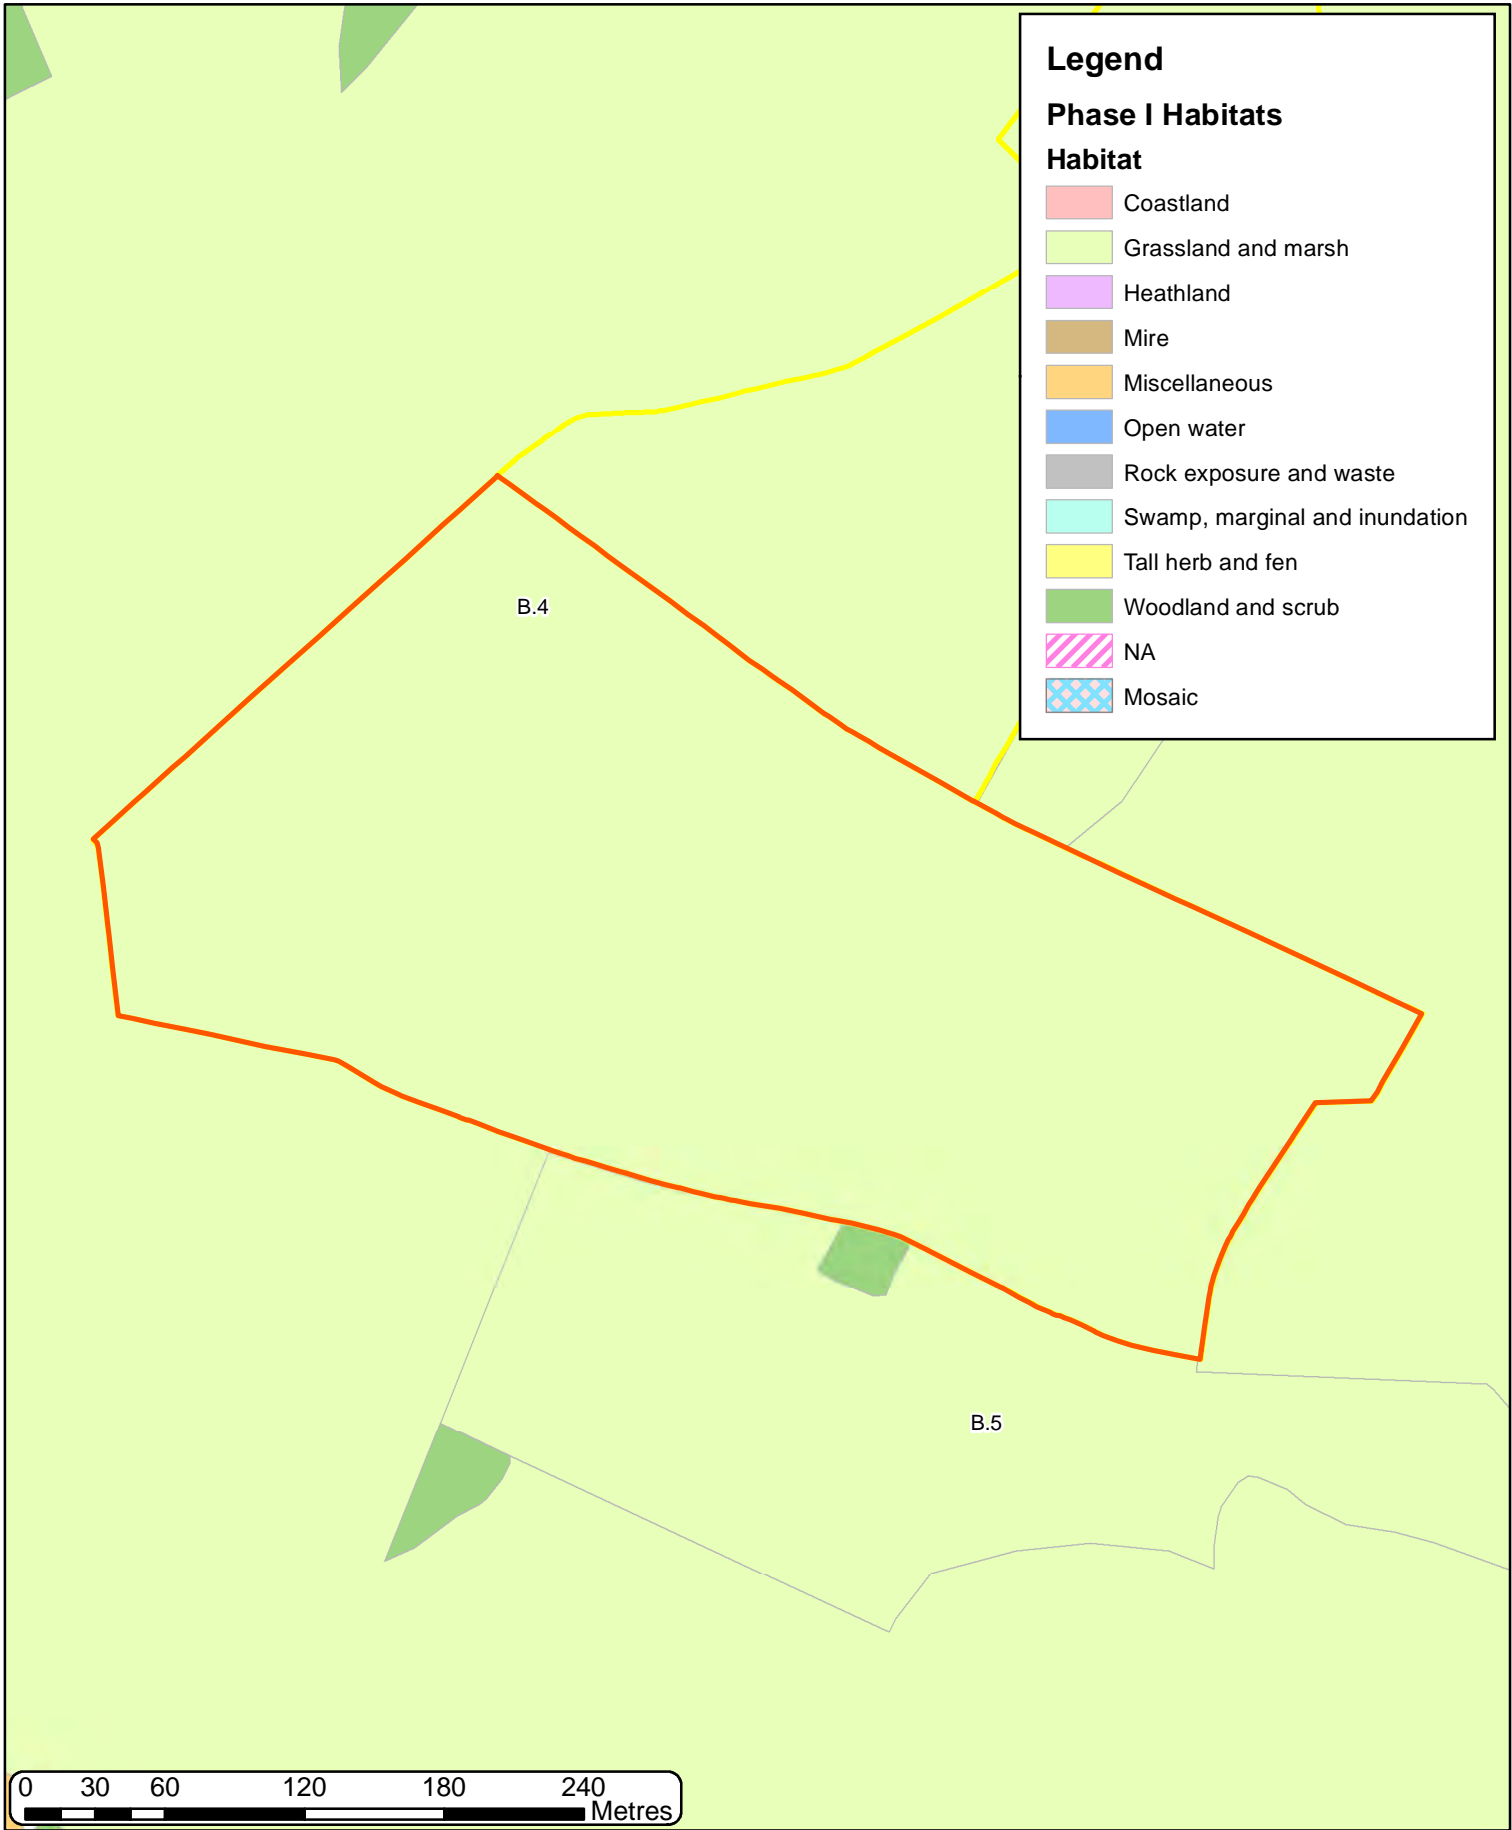 Legend
Phase I Habitats
Habitat
Coastland
Grassland and marsh
Heathland
Mire
Miscellaneous
Open water
Rock exposure and waste
Swamp, marginal and inundation
Tall herb and fen
Woodland and scrub
NA
Mosaic
B.4
B.5
0 30 60 120 180 240
Metres